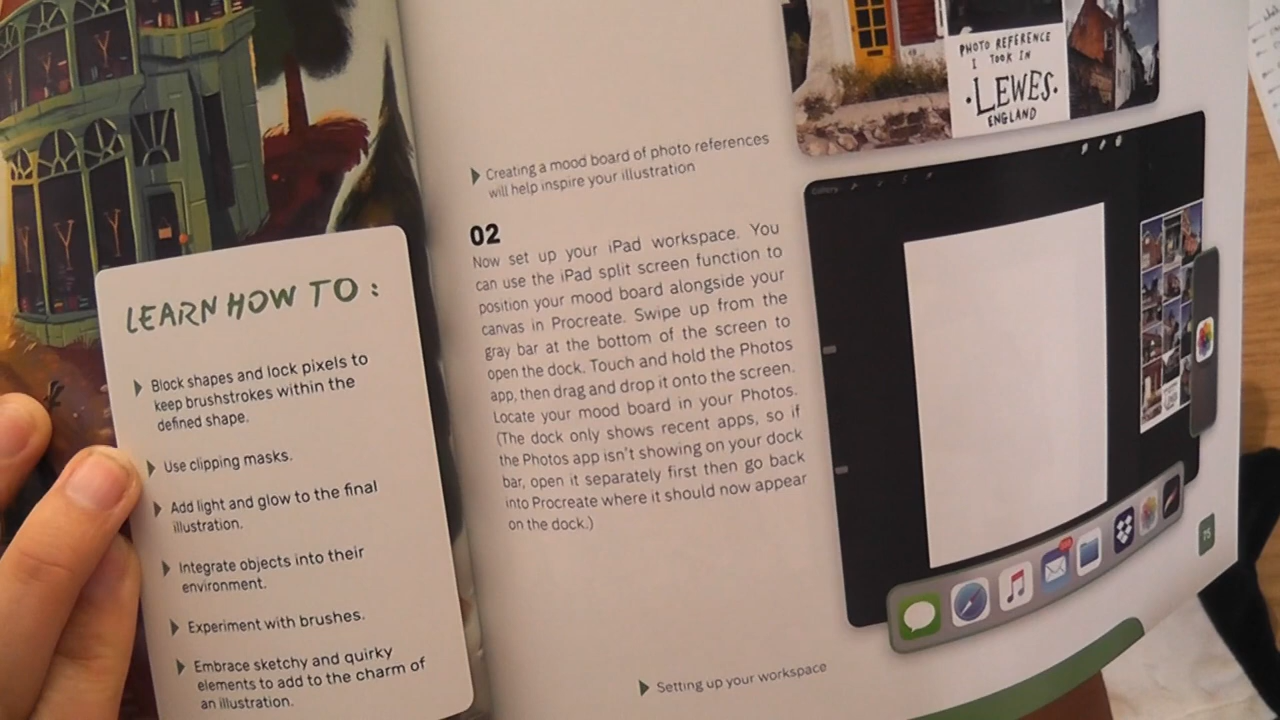 LEARN HOW TO :
Block shapes and lock pixels to
keep brushstrokes within the
defined shape.
Use clipping masks.
Add light and glow to the final
illustration.
Integrate objects into their
environment.
Experiment with brushes.
Embrace sketchy and quirky
elements to add to the charm of
an illustration.
PHOTO REFERENCE
I TOOK IN
·LEWES·
ENGLAND
Creating a mood board of photo references
will help inspire your illustration
02
Now set up your iPad workspace. You
can use the iPad split screen function to
position your mood board alongside your
canvas in Procreate. Swipe up from the
gray bar at the bottom of the screen to
open the dock. Touch and hold the Photos
app, then drag and drop it onto the screen.
Locate your mood board in your Photos.
(The dock only shows recent apps, so if
the Photos app isn't showing on your dock
bar, open it separately first then go back
into Procreate where it should now appear
on the dock.)
Gallery
Setting up your workspace
75